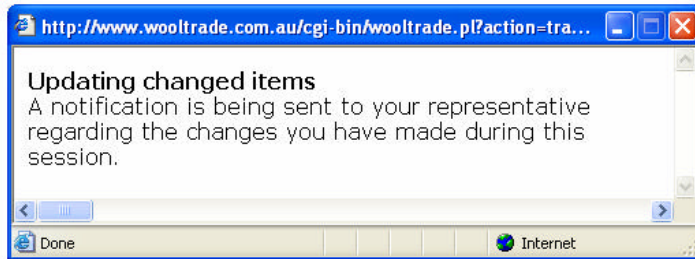 http://www.wooltrade.com.au/cgi-bin/wooltrade.pl?action=tra...
Updating changed items
A notification is being sent to your representative
regarding the changes you have made during this
session.
Done
Internet